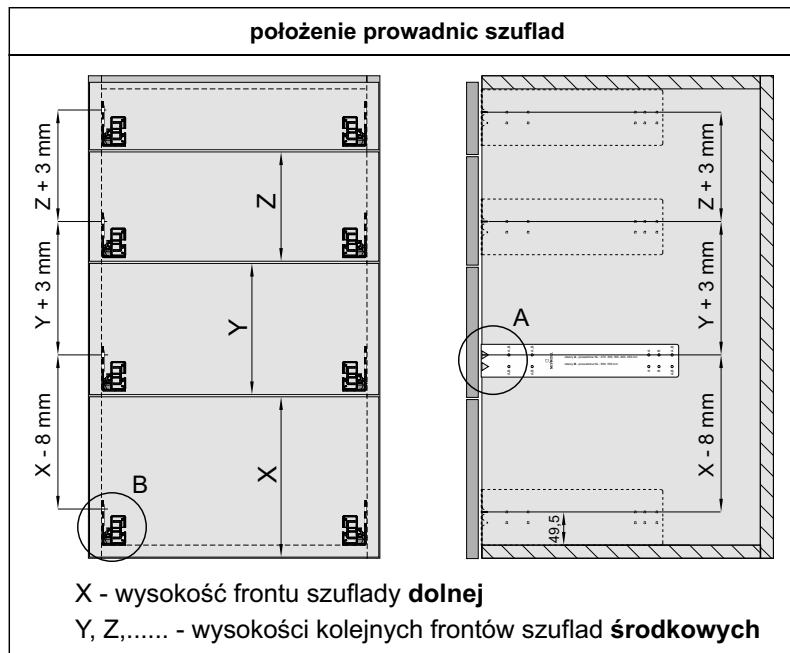 położenie prowadnic szuflad
Z + 3 mm
Y + 3 mm
X - 8 mm
Z
Y
X
B
A
Z + 3 mm
Y + 3 mm
X - 8 mm
49,5
X - wysokość frontu szuflady dolnej
Y, Z,...... - wysokości kolejnych frontów szuflad środkowych